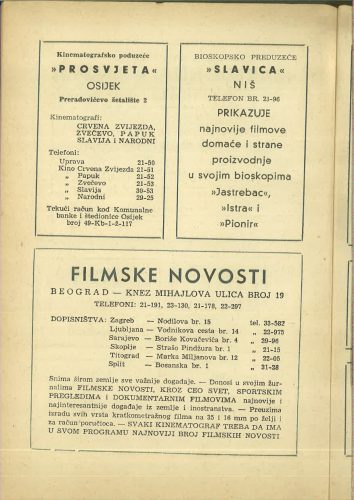 Kinematografsko poduzeće
»PROSVJETA«
OSIJEK
Preradovićevo šetalište 2
Kinematografi:
CRVENA ZVIJEZDA,
ZVEČEVO, PAPUK
SLAVIJA I NARODNI
Telefoni:
Uprava 21-50
Kino Crvena Zvijezda 21-51
„ Papuk 21-52
„ Zvečevo 21-53
„ Slavija 20-53
„ Narodni 29-25
Tekući račun kod Komunalne
banke i štedionice Osijek
broj 49-Kb-1-2-117
BIOSKOPSKO PREDUZEĆE
»SLAVICA«
NIŠ
TELEFON BR. 21-96
PRIKAZUJE
najnovije filmove
domaće i strane
proizvodnje
u svojim bioskopima
»Jastrebac«,
»Istra« i
»Pionir«
FILMSKE NOVOSTI
BEOGRAD — KNEZ MIHAJLOVA ULICA BROJ 19
TELEFONI: 21-191, 23-130, 21-178, 22-297
DOPISNIŠTVA: Zagreb — Nodilova br. 15 tel. 33-582
Ljubljana — Vodnikova cesta br. 14 „ 22-975
Sarajevo — Boriše Kovačevića br. 4 „ 29-96
Skoplje — Strašo Pindžura br. 1 „ 21-15
Titograd — Marka Miljanova br. 12 „ 22-05
Split — Bosanska br. 1 „ 31-28
Snima širom zemlje sve važnije događaje. — Donosi u svojim žur-
nalima FILMSKE NOVOSTI, KROZ CEO SVET, SPORTSKIM
PREGLEDIMA i DOKUMENTARNIM FILMOVIMA najnovije i
najinteresantnije događaje iz zemlje i inostranstva. — Preuzima
izradu svih vrsta kratkometražnog filma na 35 i 16 mm po želji i
za račun poručioca. — SVAKI KINEMATOGRAF TREBA DA IMA
U SVOM PROGRAMU NAJNOVIJI BROJ FILMSKIH NOVOSTI